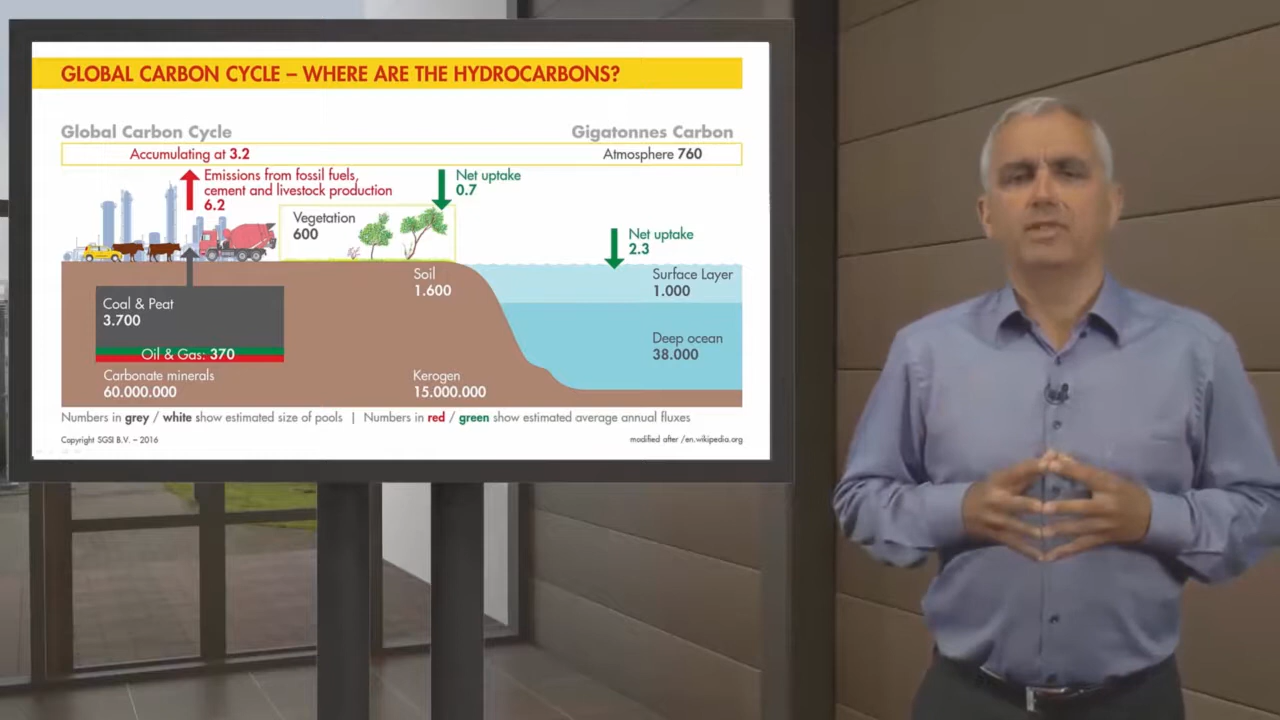 GLOBAL CARBON CYCLE – WHERE ARE THE HYDROCARBONS?
Global Carbon Cycle
Gigatonnes Carbon
Accumulating at 3.2
Atmosphere 760
Emissions from fossil fuels,
cement and livestock production
6.2
Net uptake
0.7
Vegetation
600
Net uptake
2.3
Soil
1.600
Surface Layer
1.000
Coal & Peat
3.700
Deep ocean
38.000
Oil & Gas: 370
Carbonate minerals
60.000.000
Kerogen
15.000.000
Numbers in grey / white show estimated size of pools | Numbers in red / green show estimated average annual fluxes
Copyright SGSI B.V. – 2016
modified after /en.wikipedia.org